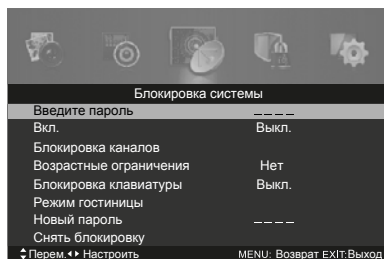 Блокировка системы
Введите пароль _ _ _ _
Вкл. Выкл.
Блокировка каналов
Возрастные ограничения Нет
Блокировка клавиатуры Выкл.
Режим гостиницы
Новый пароль _ _ _ _
Снять блокировку
Перем. Настроить MENU: Возврат EXIT:Выход